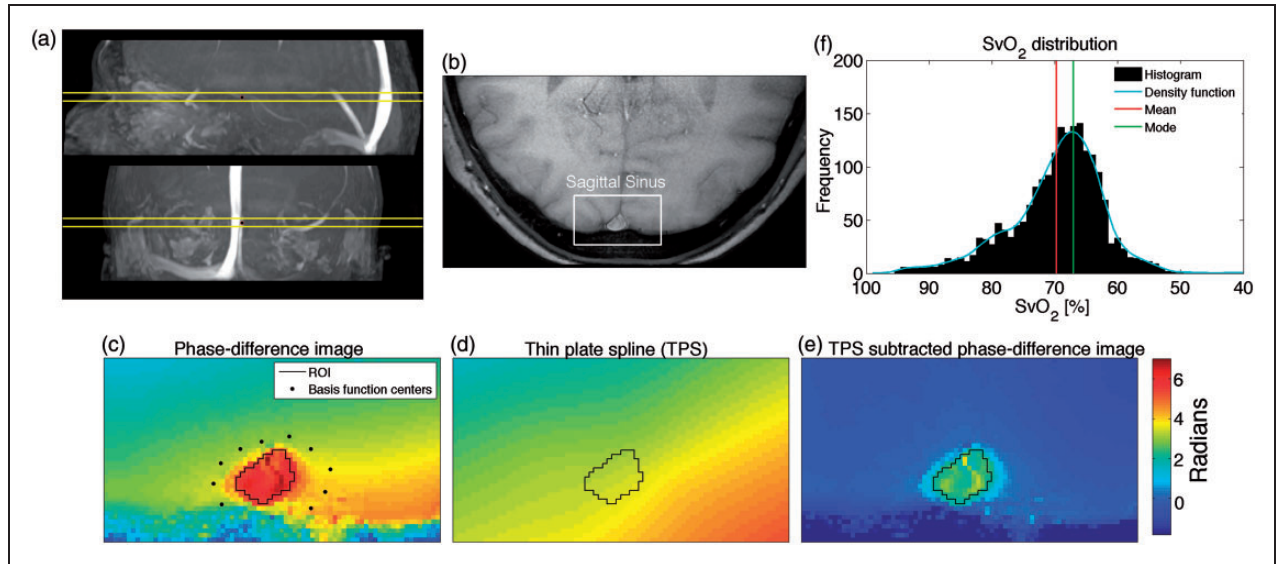 (a)
(b)
Sagittal Sinus
(f)
SvO2 distribution
200
150
100
50
0
Frequency
Histogram
Density function
Mean
Mode
100
90
80
70
60
50
40
SvO2 [%]
(c)
Phase-difference image
ROI
Basis function centers
(d)
Thin plate spline (TPS)
(e)
TPS subtracted phase-difference image
6
4
2
0
Radians